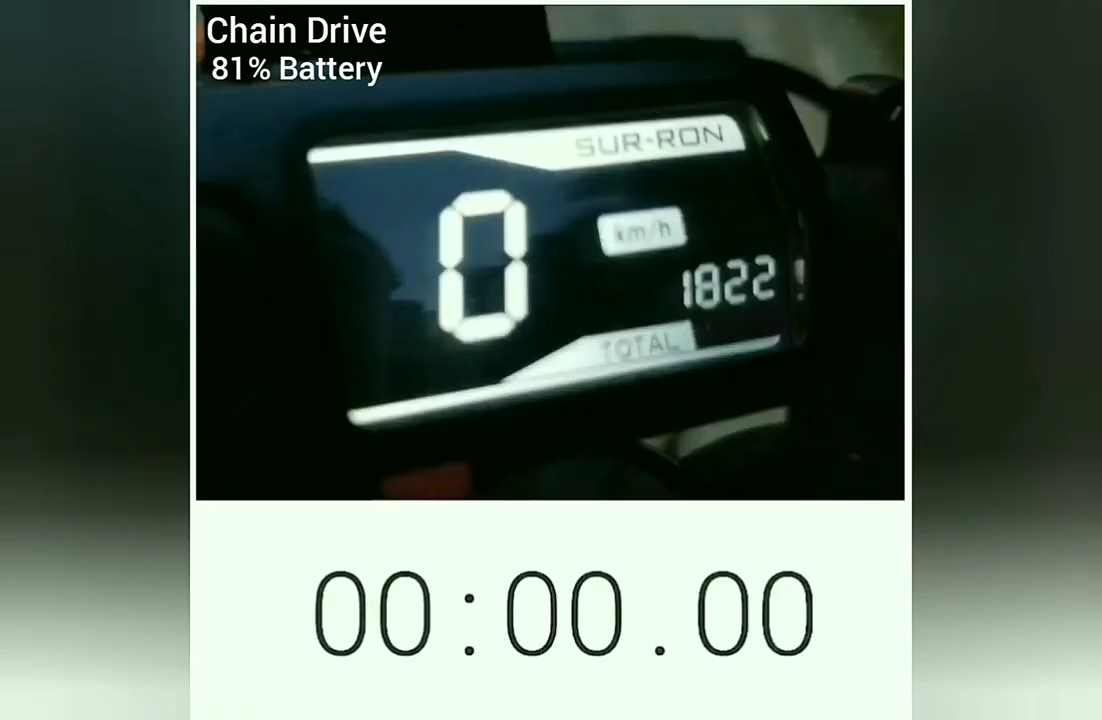 Chain Drive
81% Battery
SUR-RON
0
km/h
1822
TOTAL
00:00.00